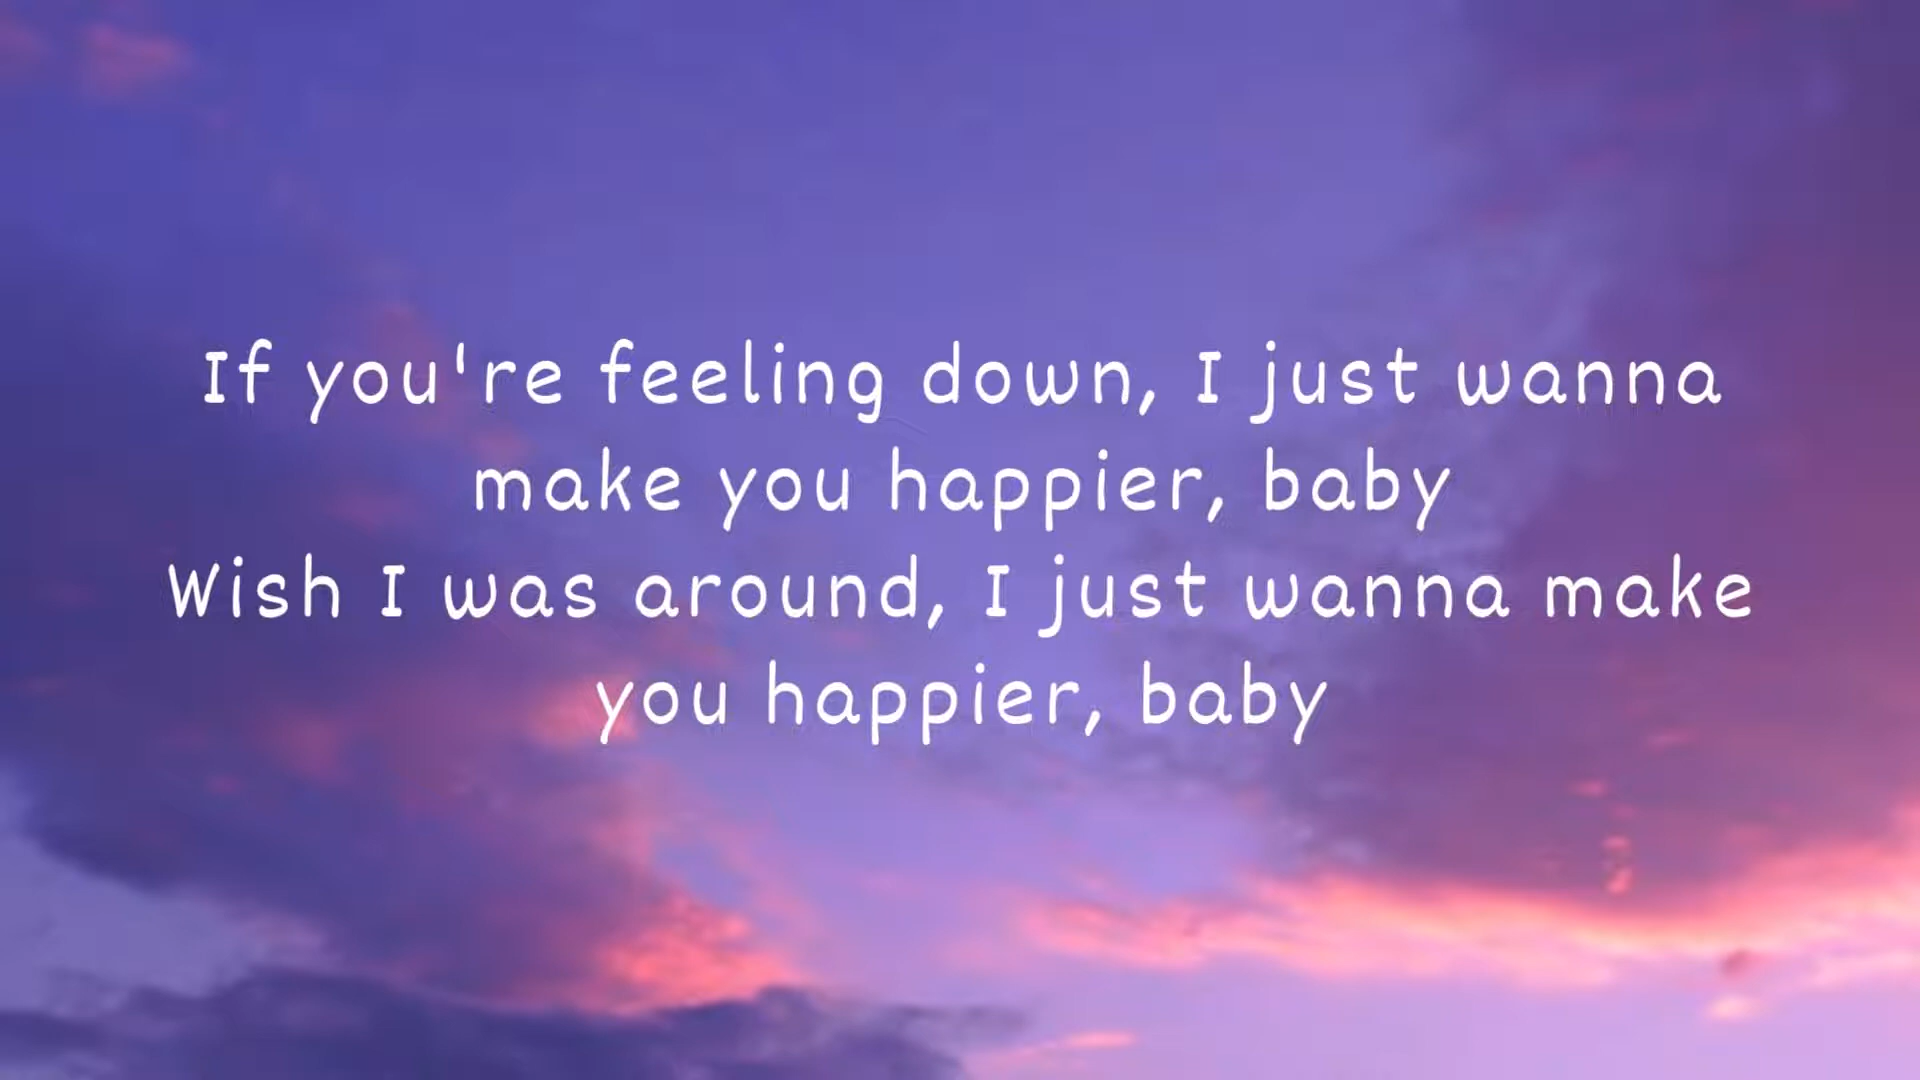 If you're feeling down, I just wanna
make you happier, baby
Wish I was around, I just wanna make
you happier, baby